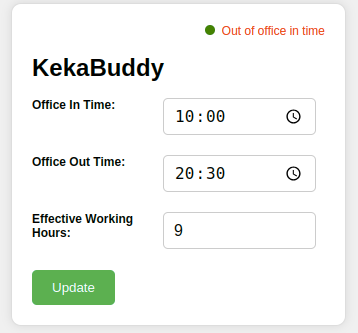 Out of office in time
KekaBuddy
Office In Time:
10:00
Office Out Time:
20:30
Effective Working
Hours:
9
Update